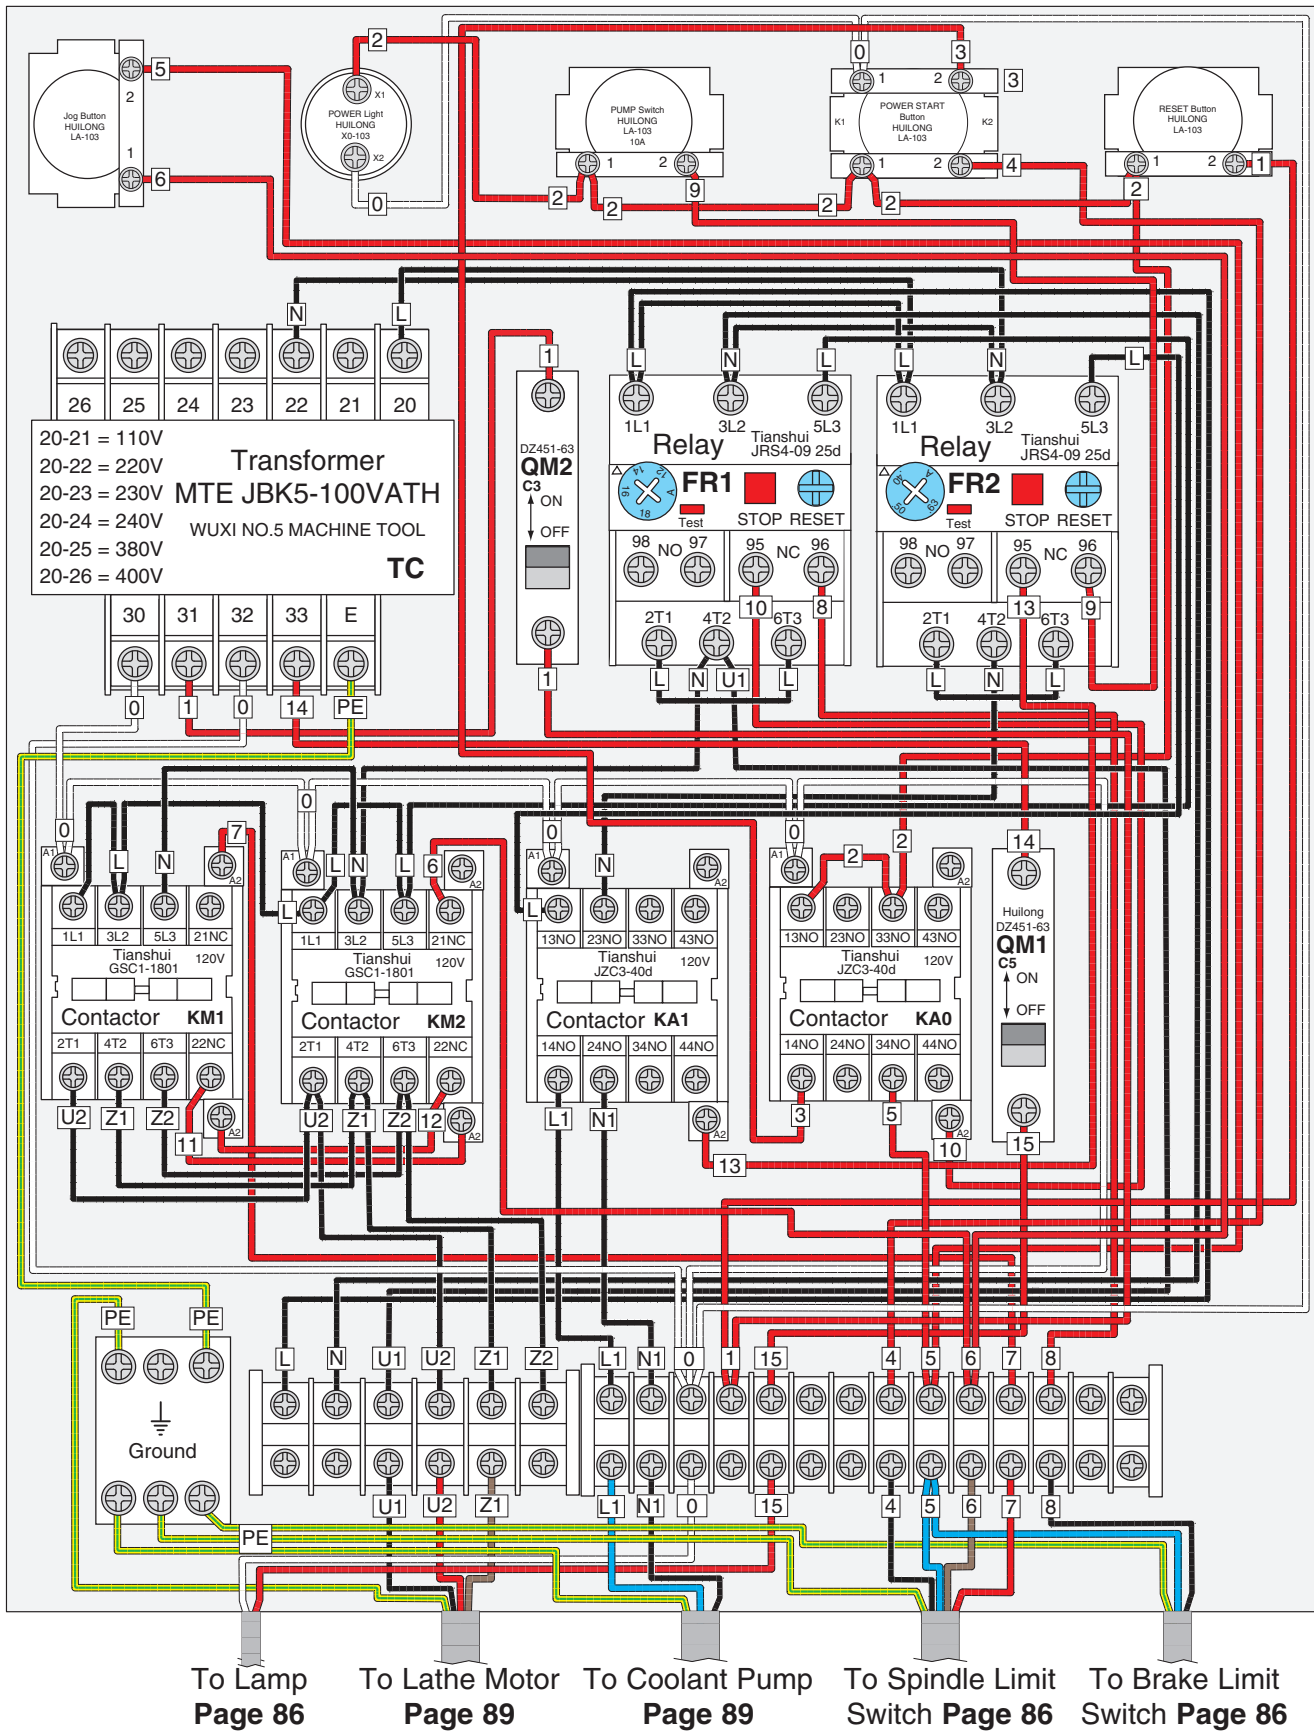 2
0
3
5
2
1
6
Jog Button
HUILONG
LA-103
X1
POWER Light
HUILONG
X0-103
X2
0
PUMP Switch
HUILONG
LA-103
10A
1
2
1
2
3
K1
POWER START
Button
HUILONG
LA-103
K2
1
2
4
RESET Button
HUILONG
LA-103
1
2
1
2
2
9
2
2
2
N
L
1
L
N
L
L
N
L
26
25
24
23
22
21
20
20-21 = 110V
20-22 = 220V
20-23 = 230V
20-24 = 240V
20-25 = 380V
20-26 = 400V
Transformer
MTE JBK5-100VATH
WUXI NO.5 MACHINE TOOL
TC
30
31
32
33
E
0
1
0
14
PE
DZ451-63
QM2
C3
ON
OFF
1
1L1
3L2
5L3
Relay
Tianshui
JRS4-09 25d
FR1
14
12
A
16
18
Test
STOP
RESET
98
NO
97
95
NC
96
10
8
2T1
4T2
6T3
L
N
U1
L
1L1
3L2
5L3
Relay
Tianshui
JRS4-09 25d
FR2
.40
A
.50
.63
Test
STOP
RESET
98
NO
97
95
NC
96
13
9
2T1
4T2
6T3
L
N
L
0
L
N
7
A1
A2
1L1
3L2
5L3
21NC
Tianshui
GSC1-1801
120V
Contactor
KM1
2T1
4T2
6T3
22NC
U2
Z1
Z2
11
A2
0
L
L
N
L
6
A1
A2
1L1
3L2
5L3
21NC
Tianshui
GSC1-1801
120V
Contactor
KM2
2T1
4T2
6T3
22NC
U2
Z1
Z2
12
A2
0
L
N
A1
A2
13NO
23NO
33NO
43NO
Tianshui
JZC3-40d
120V
Contactor
KA1
14NO
24NO
34NO
44NO
L1
N1
A2
13
0
2
2
A1
A2
13NO
23NO
33NO
43NO
Tianshui
JZC3-40d
120V
Contactor
KA0
14NO
24NO
34NO
44NO
3
5
A2
10
14
Huilong
DZ451-63
QM1
C5
ON
OFF
15
PE
PE
Ground
L
N
U1
U2
Z1
Z2
L1
N1
0
1
15
4
5
6
7
8
U1
U2
Z1
L1
N1
0
15
4
5
6
7
8
PE
To Lamp
Page 86
To Lathe Motor
Page 89
To Coolant Pump
Page 89
To Spindle Limit
Switch Page 86
To Brake Limit
Switch Page 86